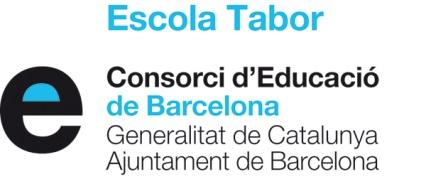 Escola Tabor
Consorci d'Educació
de Barcelona
Generalitat de Catalunya
Ajuntament de Barcelona